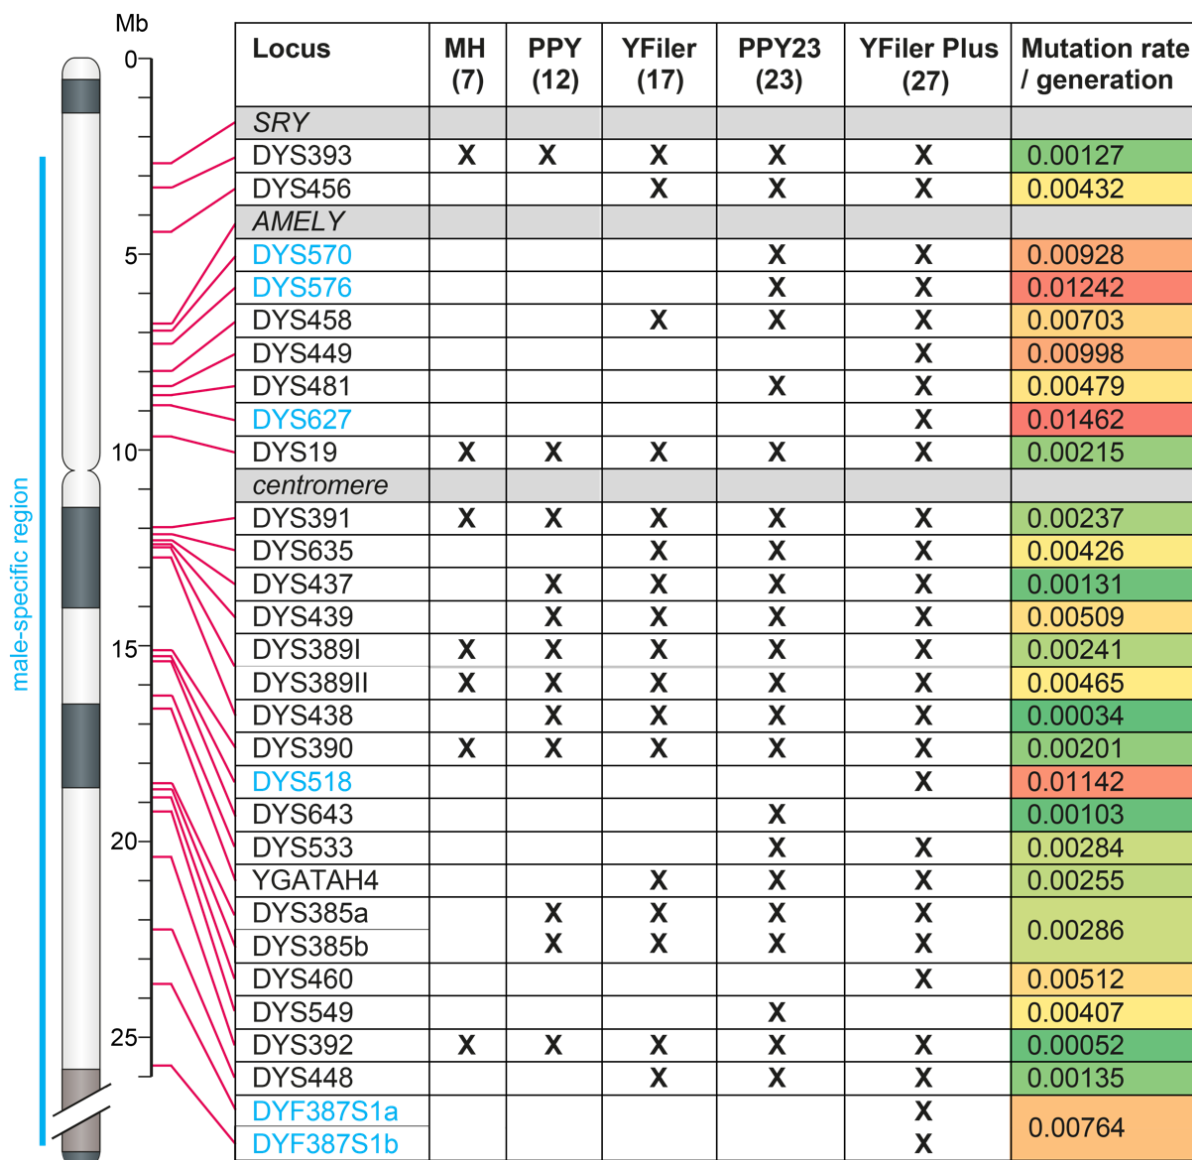 Mb
0
5
10
15
20
25
male-specific region
Locus MH (7) PPY (12) YFiler (17) PPY23 (23) YFiler Plus (27) Mutation rate / generation
SRY
DYS393 X X X X X 0.00127
DYS456 X X X 0.00432
AMELY
DYS570 X X 0.00928
DYS576 X X 0.01242
DYS458 X X X 0.00703
DYS449 X 0.00998
DYS481 X X 0.00479
DYS627 X 0.01462
DYS19 X X X X X 0.00215
centromere
DYS391 X X X X X 0.00237
DYS635 X X X 0.00426
DYS437 X X X X 0.00131
DYS439 X X X X 0.00509
DYS389I X X X X X 0.00241
DYS389II X X X X X 0.00465
DYS438 X X X X 0.00034
DYS390 X X X X X 0.00201
DYS518 X 0.01142
DYS643 X 0.00103
DYS533 X X 0.00284
YGATAH4 X X X 0.00255
DYS385a X X X X 0.00286
DYS385b X X X X
DYS460 X 0.00512
DYS549 X 0.00407
DYS392 X X X X X 0.00052
DYS448 X X X 0.00135
DYF387S1a X 0.00764
DYF387S1b X